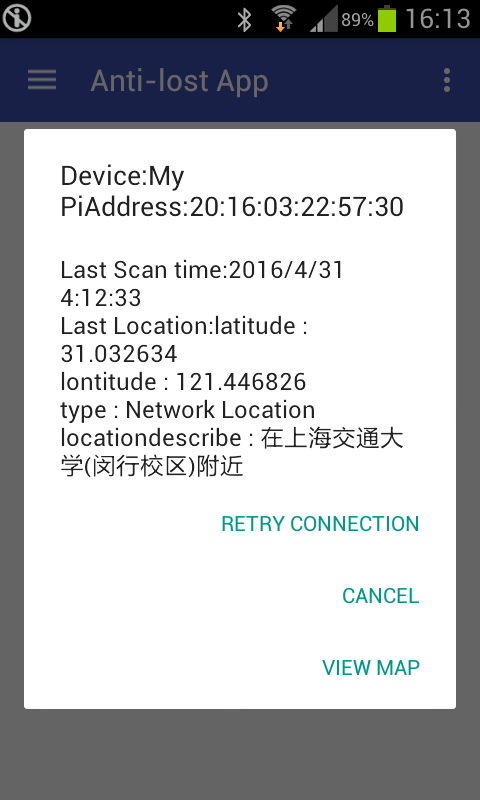 89% 16:13
Anti-lost App
Device:My
PiAddress:20:16:03:22:57:30
Last Scan time:2016/4/31
4:12:33
Last Location:latitude :
31.032634
lontitude : 121.446826
type : Network Location
locationdescribe : 在上海交通大
学(闵行校区)附近
RETRY CONNECTION
CANCEL
VIEW MAP